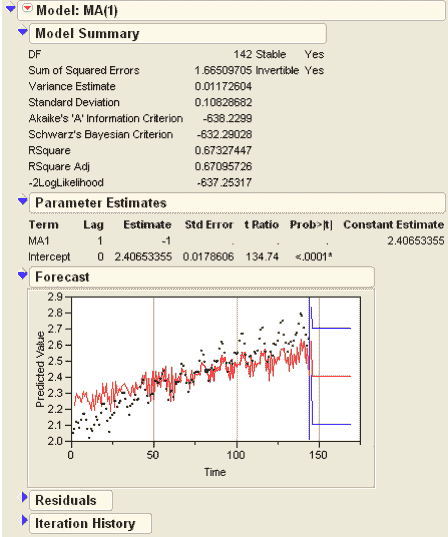 Model: MA(1)
Model Summary
DF 142 Stable Yes
Sum of Squared Errors 1.66509705 Invertible Yes
Variance Estimate 0.01172604
Standard Deviation 0.10828682
Akaike's 'A' Information Criterion -638.2299
Schwarz's Bayesian Criterion -632.29028
RSquare 0.67327447
RSquare Adj 0.67095726
-2LogLikelihood -637.25317
Parameter Estimates
Term Lag Estimate Std Error t Ratio Prob>|t| Constant Estimate
MA1 1 -1 . . . 2.40653355
Intercept 0 2.40653355 0.0178606 134.74 <.0001*
Forecast
Predicted Value
2.9
2.8
2.7
2.6
2.5
2.4
2.3
2.2
2.1
2.0
0 50 100 150
Time
Residuals
Iteration History